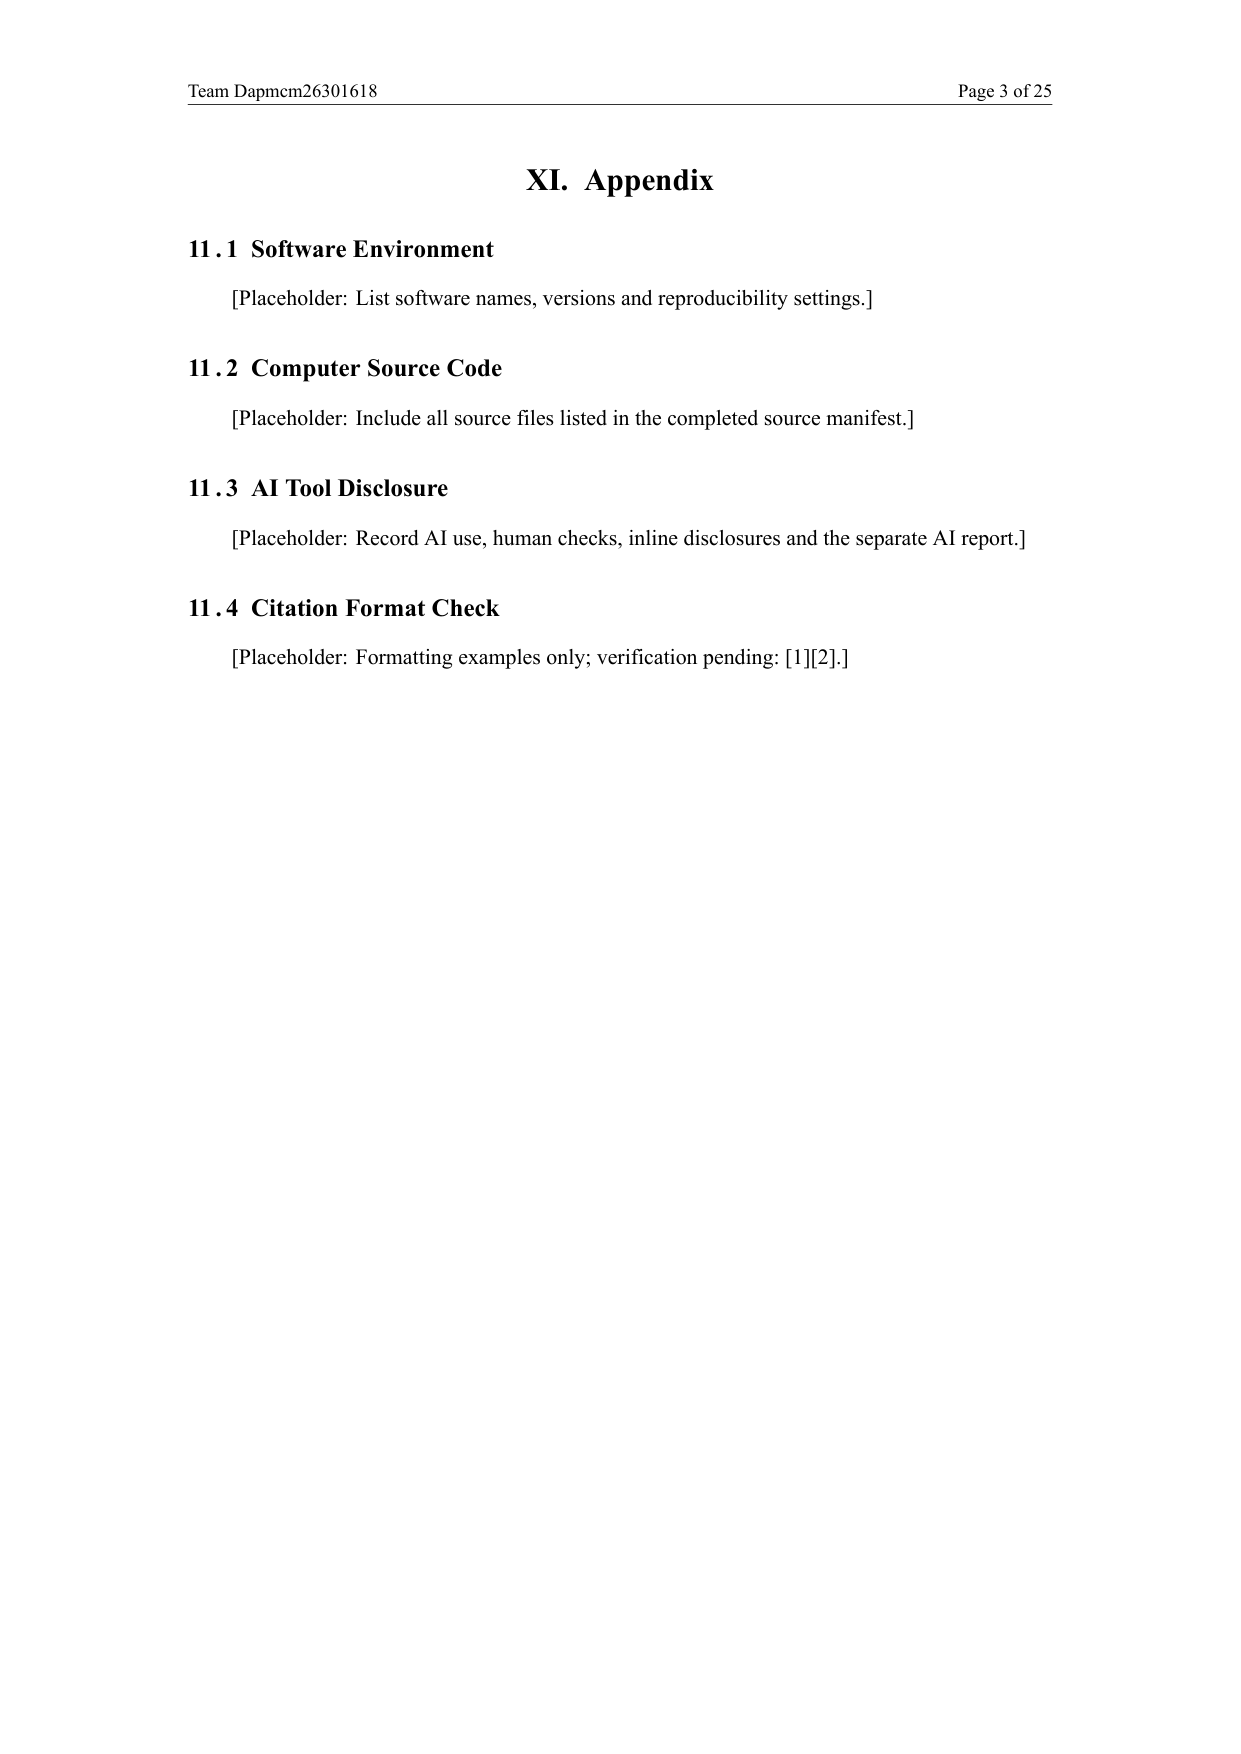 Team Dapmcm26301618 Page 3 of 25
XI. Appendix
11 . 1 Software Environment
[Placeholder: List software names, versions and reproducibility settings.]
11 . 2 Computer Source Code
[Placeholder: Include all source files listed in the completed source manifest.]
11 . 3 AI Tool Disclosure
[Placeholder: Record AI use, human checks, inline disclosures and the separate AI report.]
11 . 4 Citation Format Check
[Placeholder: Formatting examples only; verification pending: [1][2].]